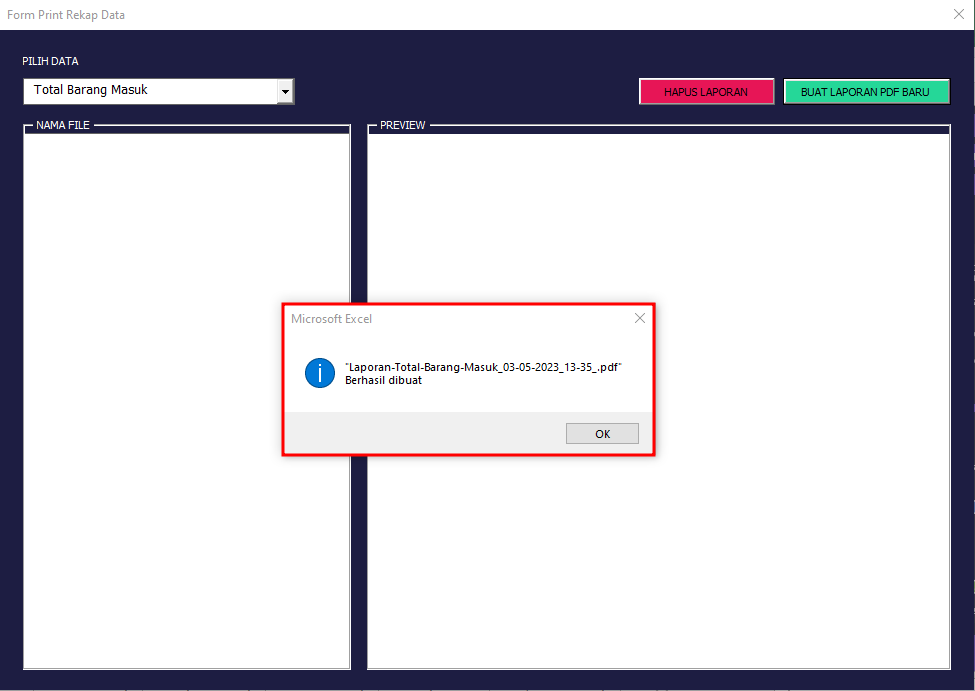 Form Print Rekap Data
PILIH DATA
Total Barang Masuk
HAPUS LAPORAN
BUAT LAPORAN PDF BARU
NAMA FILE
PREVIEW
Microsoft Excel
"Laporan-Total-Barang-Masuk_03-05-2023_13-35_.pdf"
Berhasil dibuat
OK